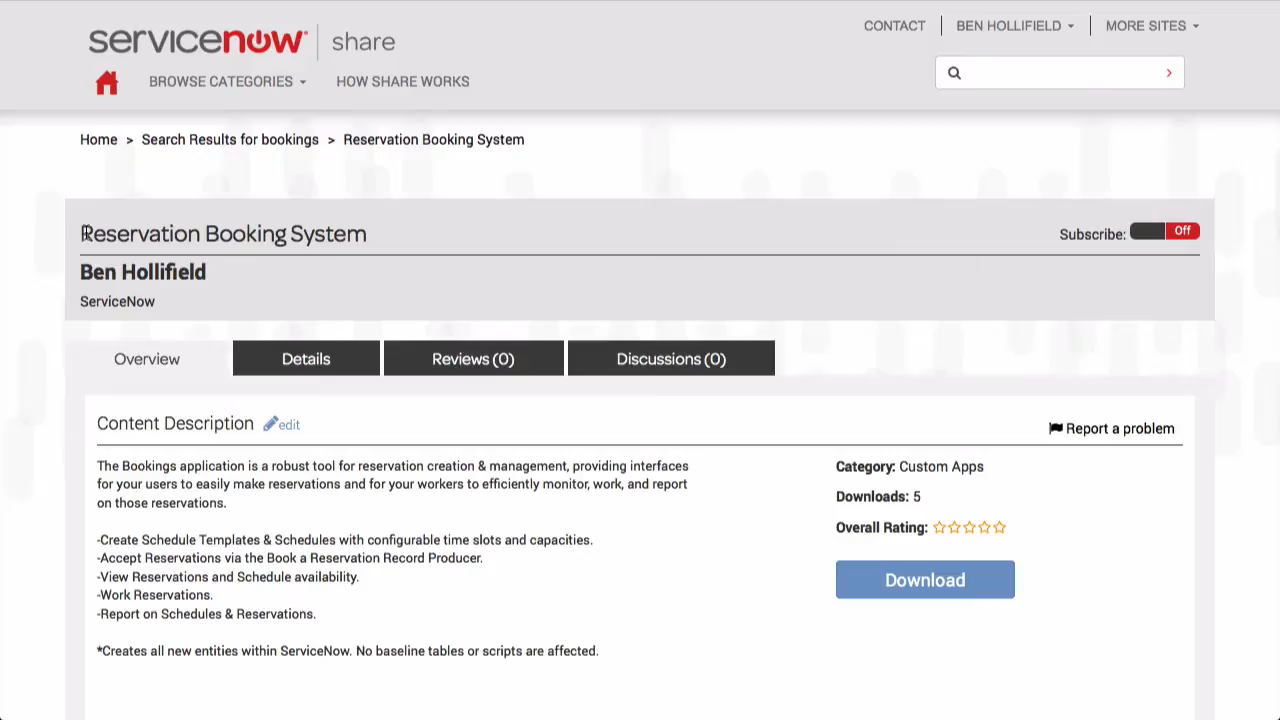 servicenow share
CONTACT BEN HOLLIFIELD MORE SITES
BROWSE CATEGORIES HOW SHARE WORKS
Home > Search Results for bookings > Reservation Booking System
Reservation Booking System
Subscribe: Off
Ben Hollifield
ServiceNow
Overview Details Reviews (0) Discussions (0)
Content Description edit
Report a problem
The Bookings application is a robust tool for reservation creation & management, providing interfaces
for your users to easily make reservations and for your workers to efficiently monitor, work, and report
on those reservations.
-Create Schedule Templates & Schedules with configurable time slots and capacities.
-Accept Reservations via the Book a Reservation Record Producer.
-View Reservations and Schedule availability.
-Work Reservations.
-Report on Schedules & Reservations.
*Creates all new entities within ServiceNow. No baseline tables or scripts are affected.
Category: Custom Apps
Downloads: 5
Overall Rating:
Download